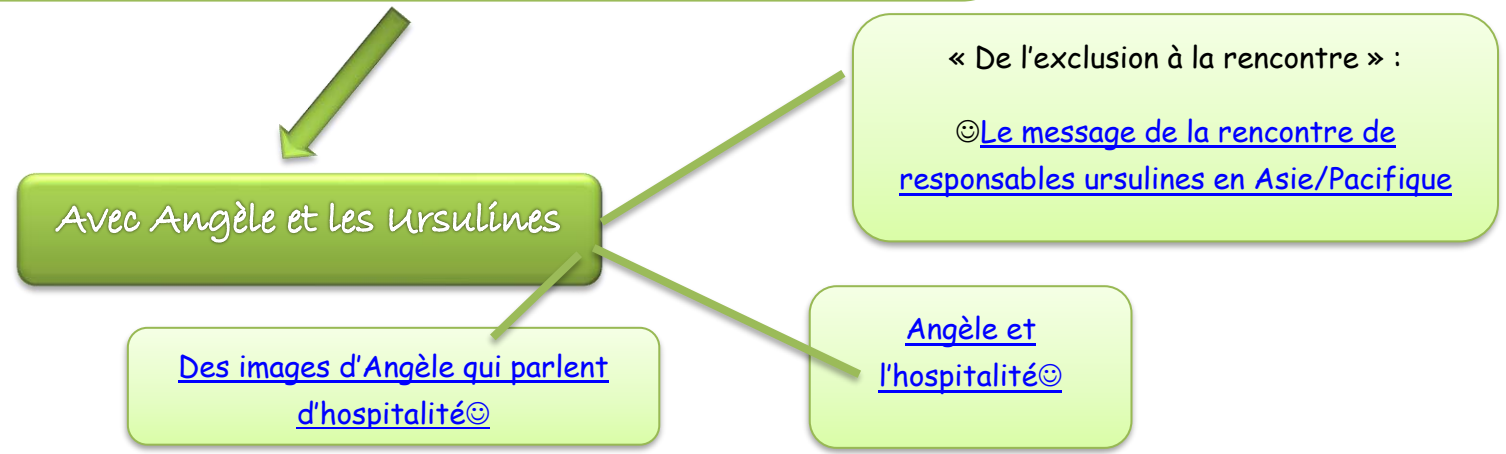 « De l'exclusion à la rencontre » :
☺Le message de la rencontre de
responsables ursulines en Asie/Pacifique
Avec Angèle et les Ursulines
Des images d'Angèle qui parlent
d'hospitalité☺
Angèle et
l'hospitalité☺